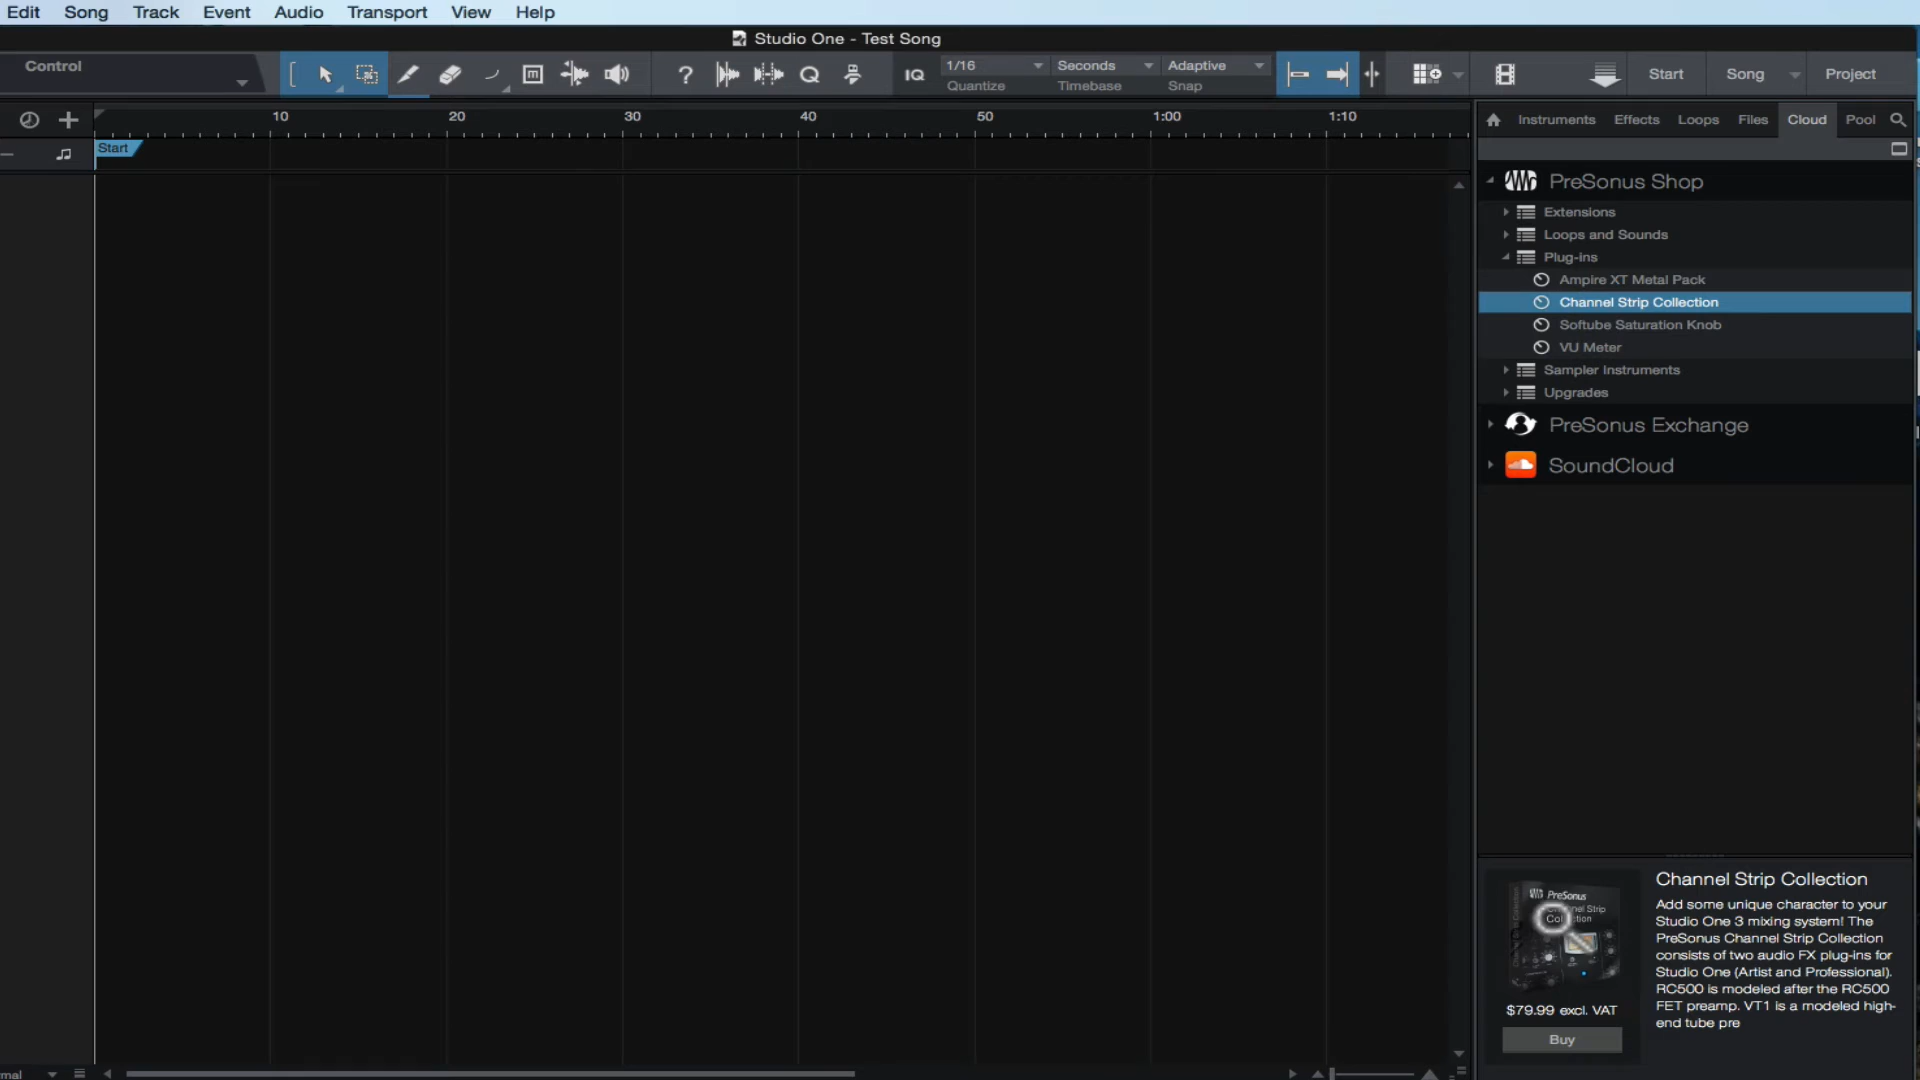 Edit Song Track Event Audio Transport View Help
Studio One - Test Song
Control
IQ
1/16
Quantize
Seconds
Timebase
Adaptive
Snap
Start Song Project
10 20 30 40 50 1:00 1:10
Start
Instruments Effects Loops Files Cloud Pool
PreSonus Shop
Extensions
Loops and Sounds
Plug-ins
Ampire XT Metal Pack
Channel Strip Collection
Softube Saturation Knob
VU Meter
Sampler Instruments
Upgrades
PreSonus Exchange
SoundCloud
PreSonus
Strip
$79.99 excl. VAT
Buy
Channel Strip Collection
Add some unique character to your
Studio One 3 mixing system! The
PreSonus Channel Strip Collection
consists of two audio FX plug-ins for
Studio One (Artist and Professional).
RC500 is modeled after the RC500
FET preamp. VT1 is a modeled high-
end tube pre
mal